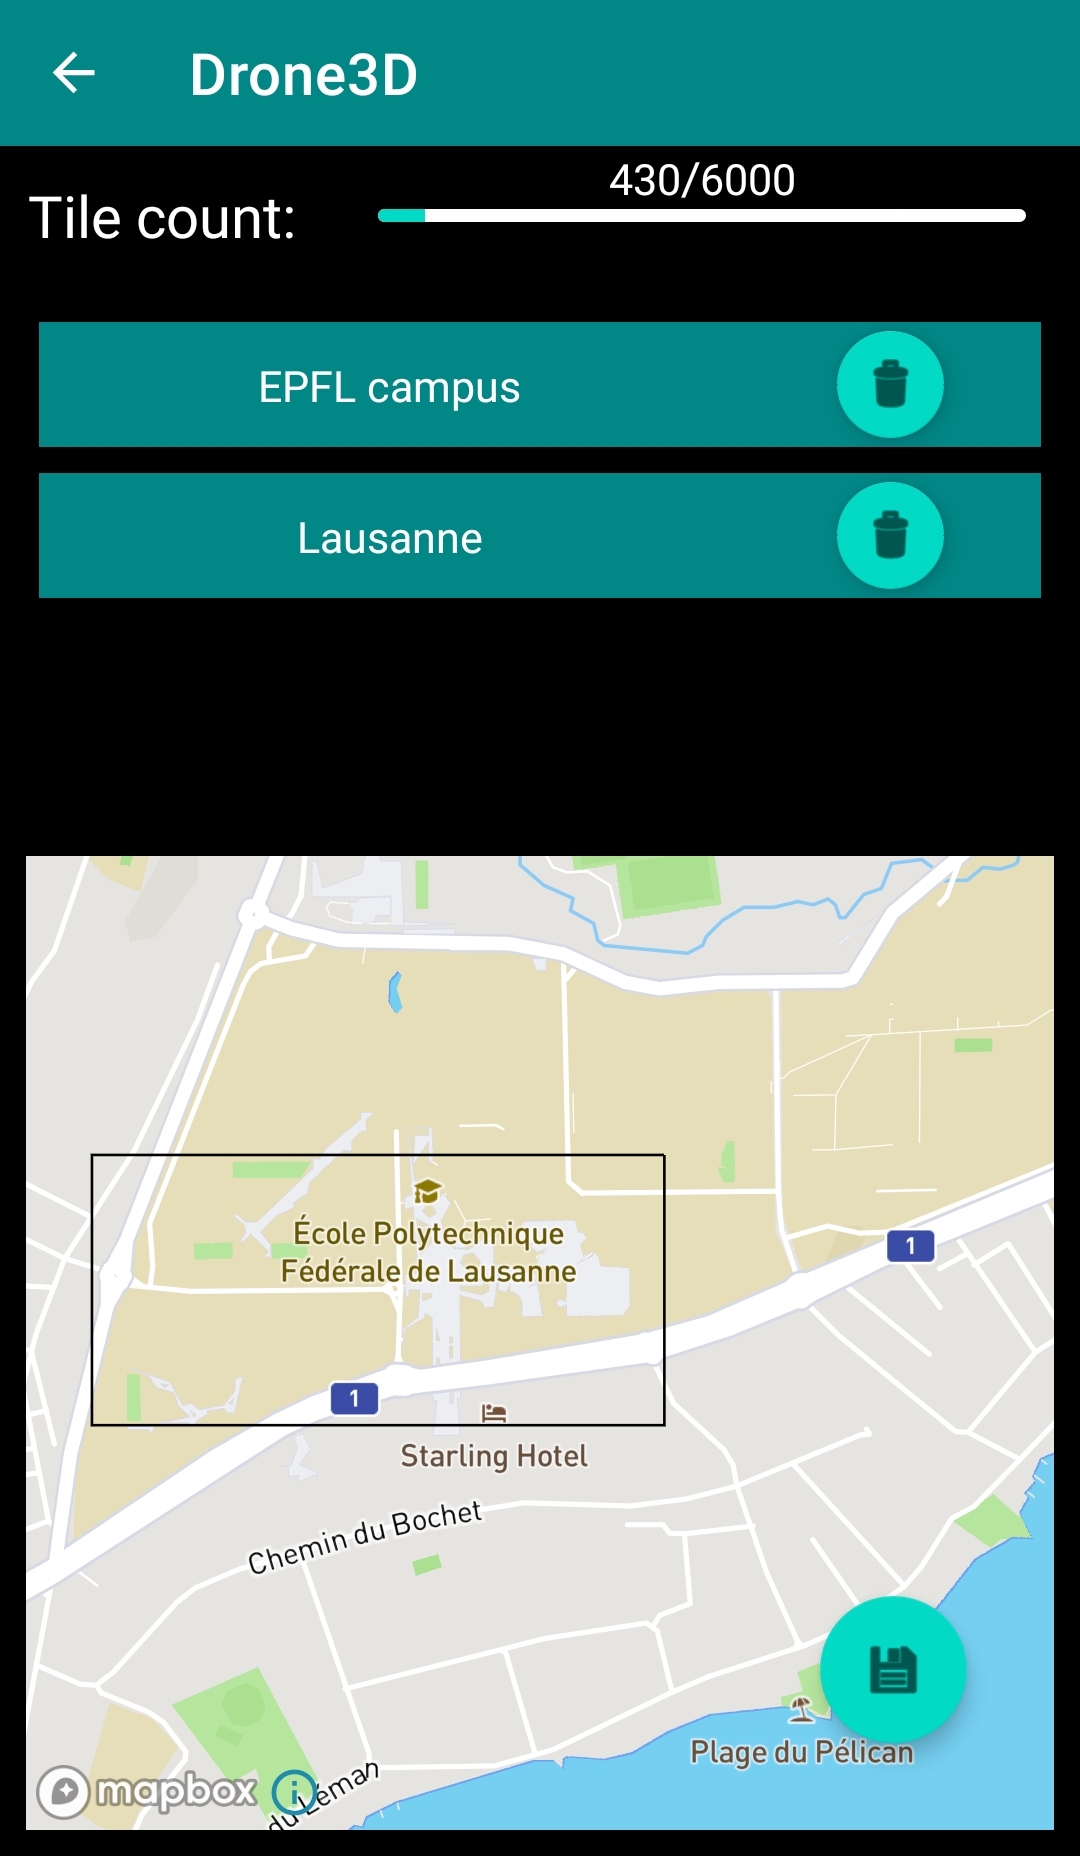 Drone3D
430/6000
Tile count:
EPFL campus
Lausanne
École Polytechnique
Fédérale de Lausanne
1
1
Starling Hotel
Chemin du Bochet
Plage du Pélican
mapbox
du Léman